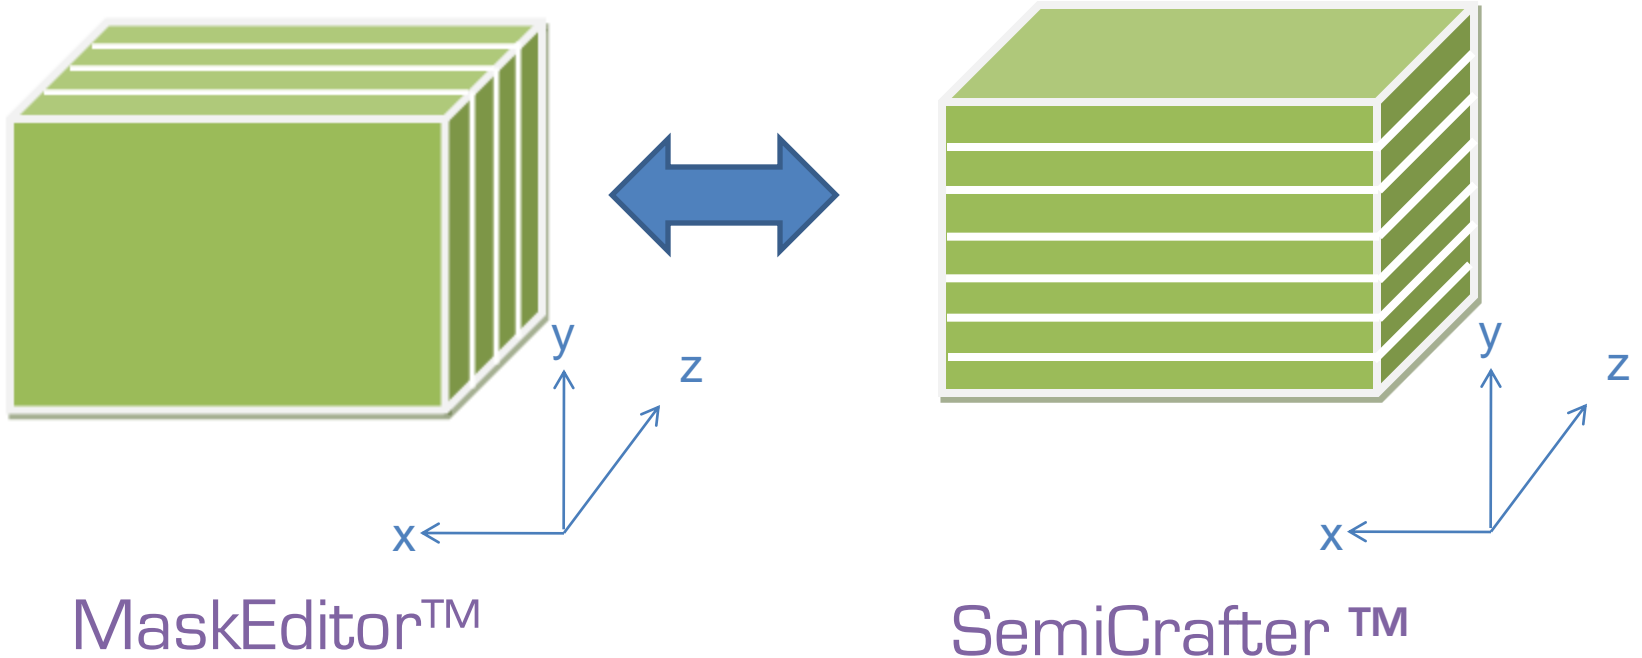 y
z
x
MaskEditor™
y
z
x
SemiCrafter ™